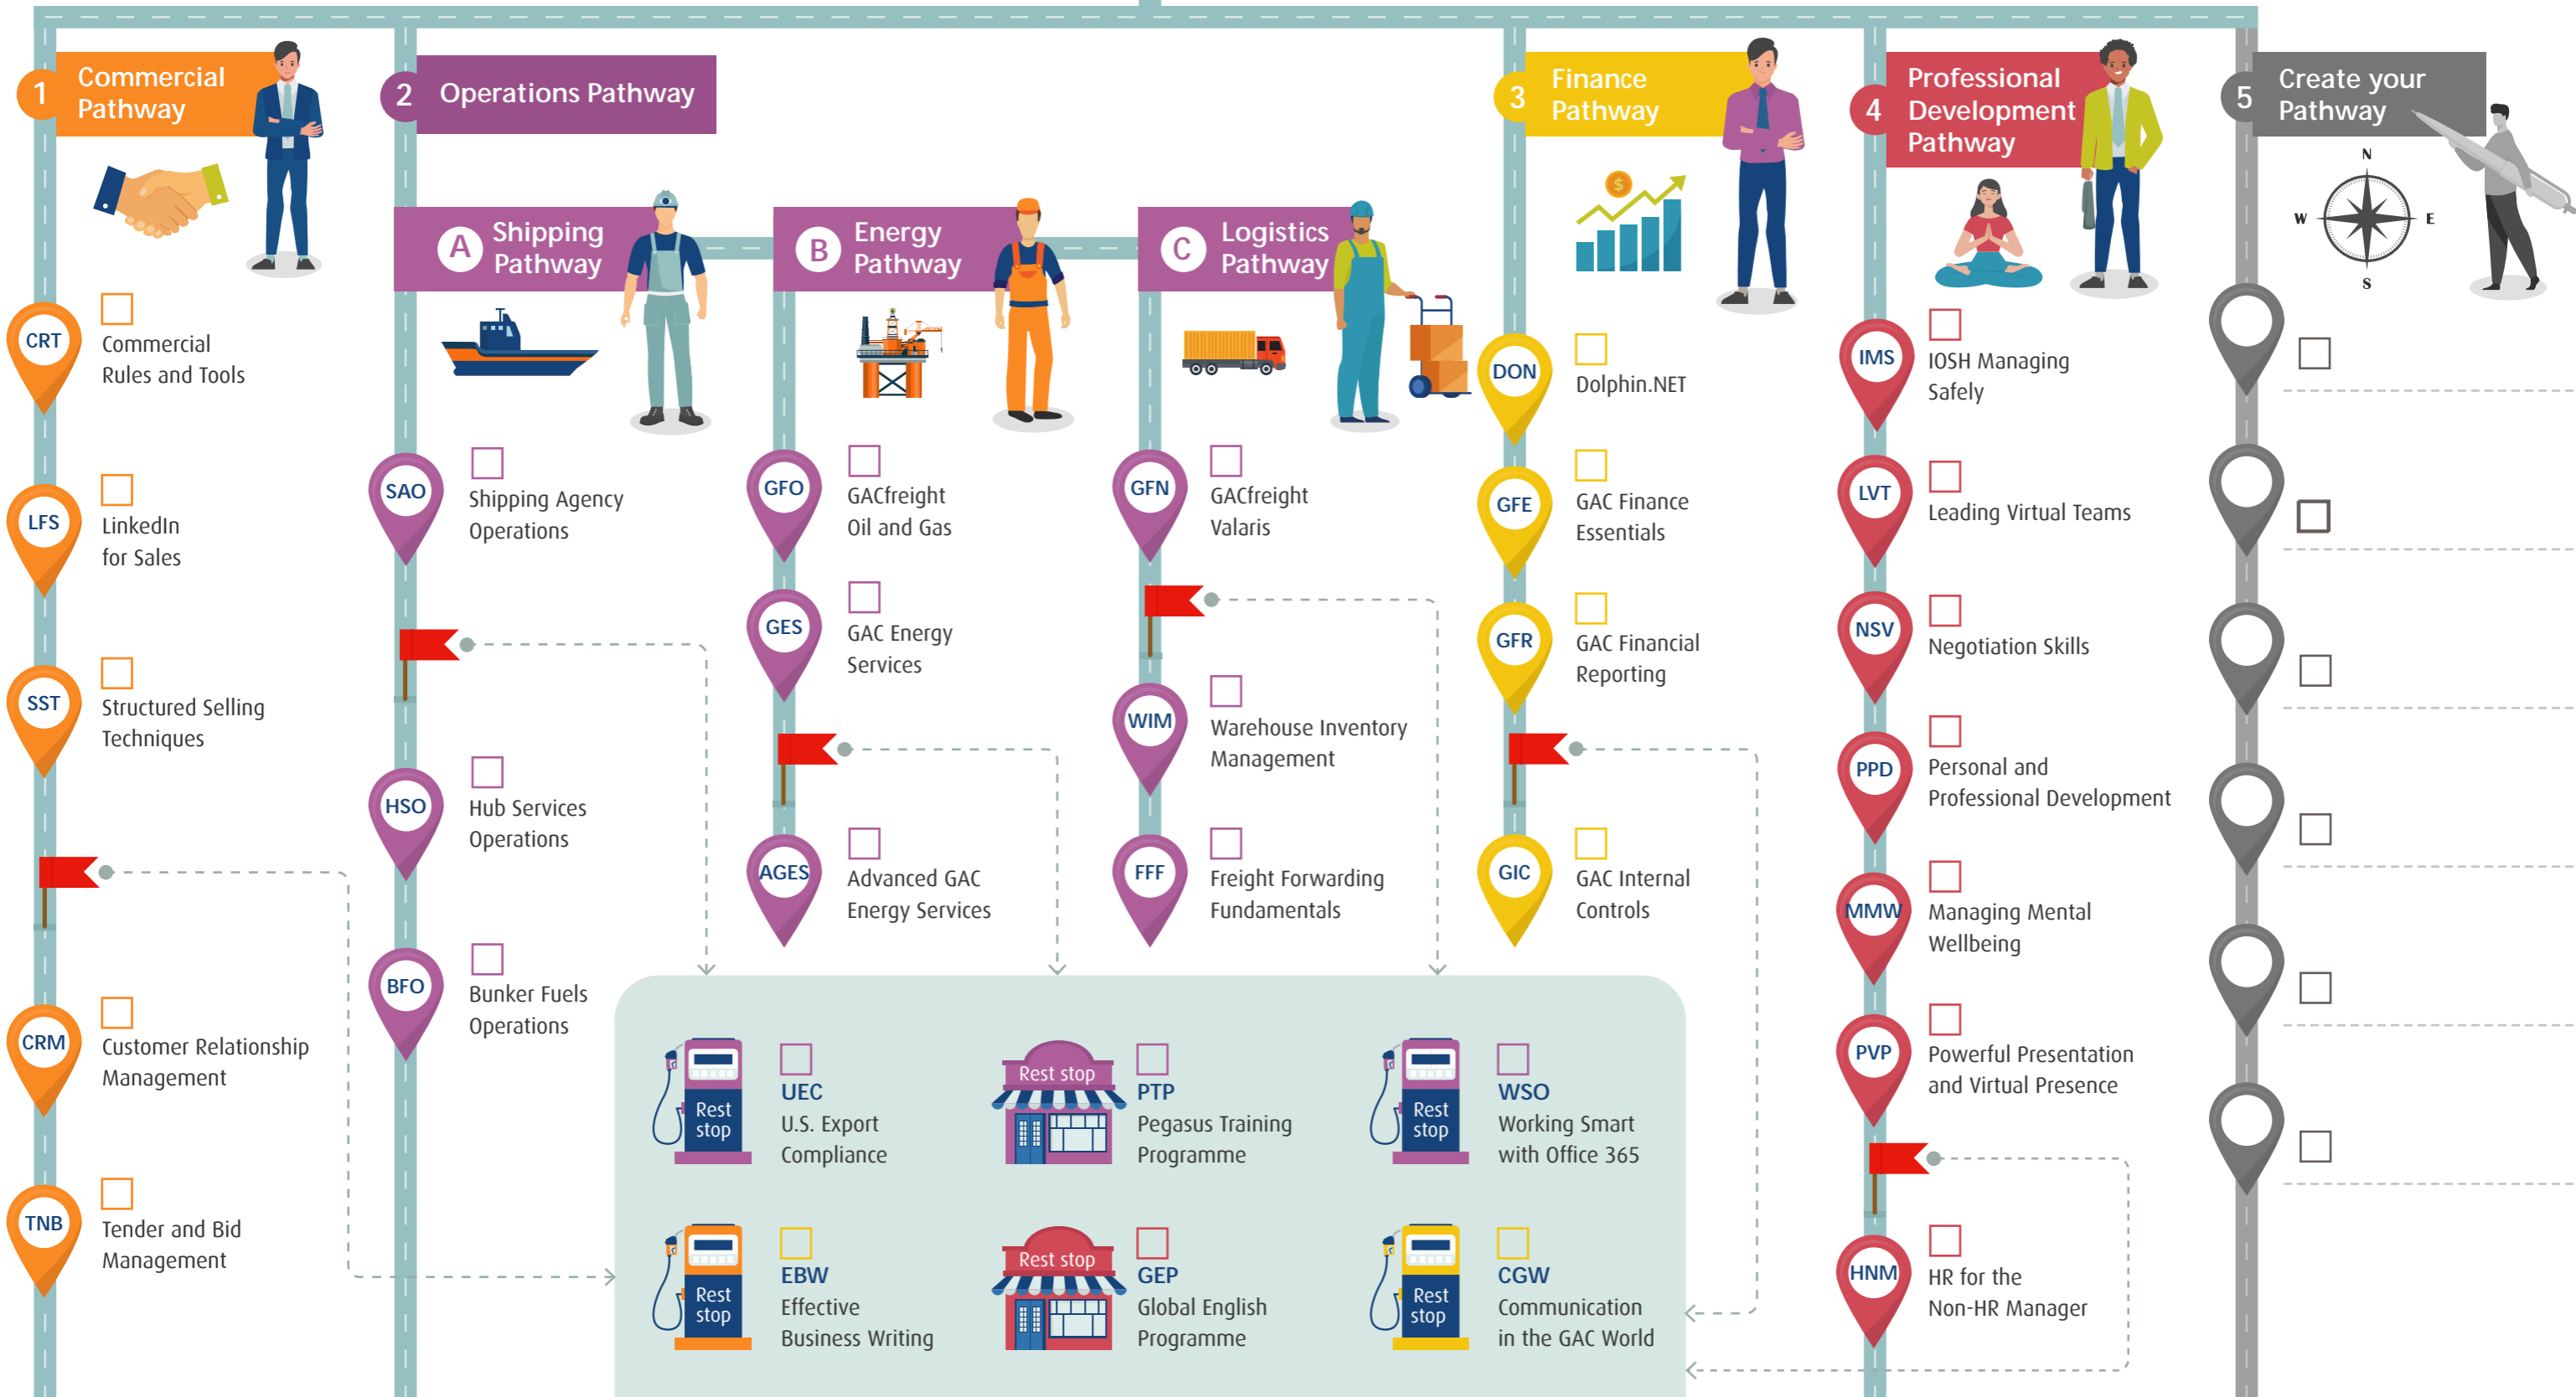 1
Commercial
Pathway
CRT
Commercial
Rules and Tools
LFS
LinkedIn
for Sales
SST
Structured Selling
Techniques
CRM
Customer Relationship
Management
TNB
Tender and Bid
Management
2
Operations Pathway
A
Shipping
Pathway
SAO
Shipping Agency
Operations
HSO
Hub Services
Operations
BFO
Bunker Fuels
Operations
B
Energy
Pathway
GFO
GACfreight
Oil and Gas
GES
GAC Energy
Services
AGES
Advanced GAC
Energy Services
C
Logistics
Pathway
GFN
GACfreight
Valaris
WIM
Warehouse Inventory
Management
FFF
Freight Forwarding
Fundamentals
3
Finance
Pathway
$
DON
Dolphin.NET
GFE
GAC Finance
Essentials
GFR
GAC Financial
Reporting
GIC
GAC Internal
Controls
4
Professional
Development
Pathway
IMS
IOSH Managing
Safely
LVT
Leading Virtual Teams
NSV
Negotiation Skills
PPD
Personal and
Professional Development
MMW
Managing Mental
Wellbeing
PVP
Powerful Presentation
and Virtual Presence
HNM
HR for the
Non-HR Manager
5
Create your
Pathway
N
W
E
S
Rest
stop
UEC
U.S. Export
Compliance
Rest stop
PTP
Pegasus Training
Programme
Rest
stop
WSO
Working Smart
with Office 365
Rest
stop
EBW
Effective
Business Writing
Rest stop
GEP
Global English
Programme
Rest
stop
CGW
Communication
in the GAC World